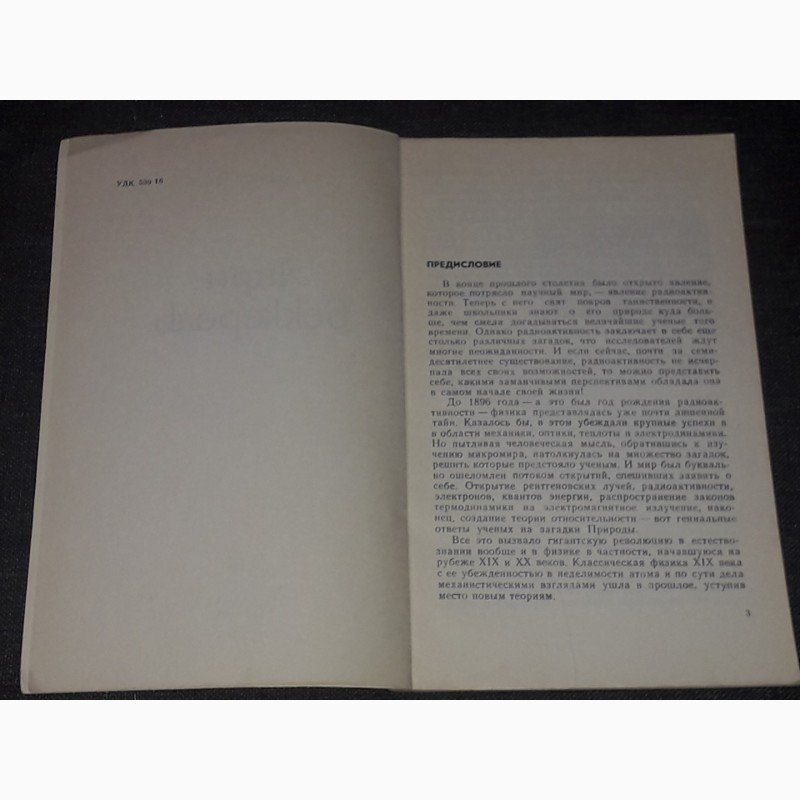 УДК 539 16
ПРЕДИСЛОВИЕ
В конце прошлого столетия было открыто явление,
которое потрясло научный мир, — явление радиоактив-
ности. Теперь с него снят покров таинственности, и
даже школьники знают о его природе куда боль-
ше, чем смели догадываться величайшие ученые того
времени. Однако радиоактивность заключает в себе еще
столько различных загадок, что исследователей ждут
многие неожиданности. И если сейчас, почти за семи-
десятилетнее существование, радиоактивность не исчер-
пала всех своих возможностей, то можно представить
себе, какими заманчивыми перспективами обладала она
в самом начале своей жизни!
До 1896 года — а это был год рождения радиоак-
тивности — физика представлялась уже почти лишенной
тайн. Казалось бы, в этом убеждали крупные успехи в
в области механики, оптики, теплоты и электродинамики.
Но пытливая человеческая мысль, обратившись к изу-
чению микромира, натолкнулась на множество загадок,
решить которые предстояло ученым. И мир был букваль-
но ошеломлен потоком открытий, спешивших заявить о
себе. Открытие рентгеновских лучей, радиоактивности,
электронов, квантов энергии, распространение законов
термодинамики на электромагнитное излучение, нако-
нец, создание теории относительности — вот гениальные
ответы ученых на загадки Природы.
Все это вызвало гигантскую революцию в естество-
знании вообще и в физике в частности, начавшуюся на
рубеже XIX и XX веков. Классическая физика XIX века
с ее убежденностью в неделимости атома и по сути дела
механистическими взглядами ушла в прошлое, уступив
место новым теориям.
3